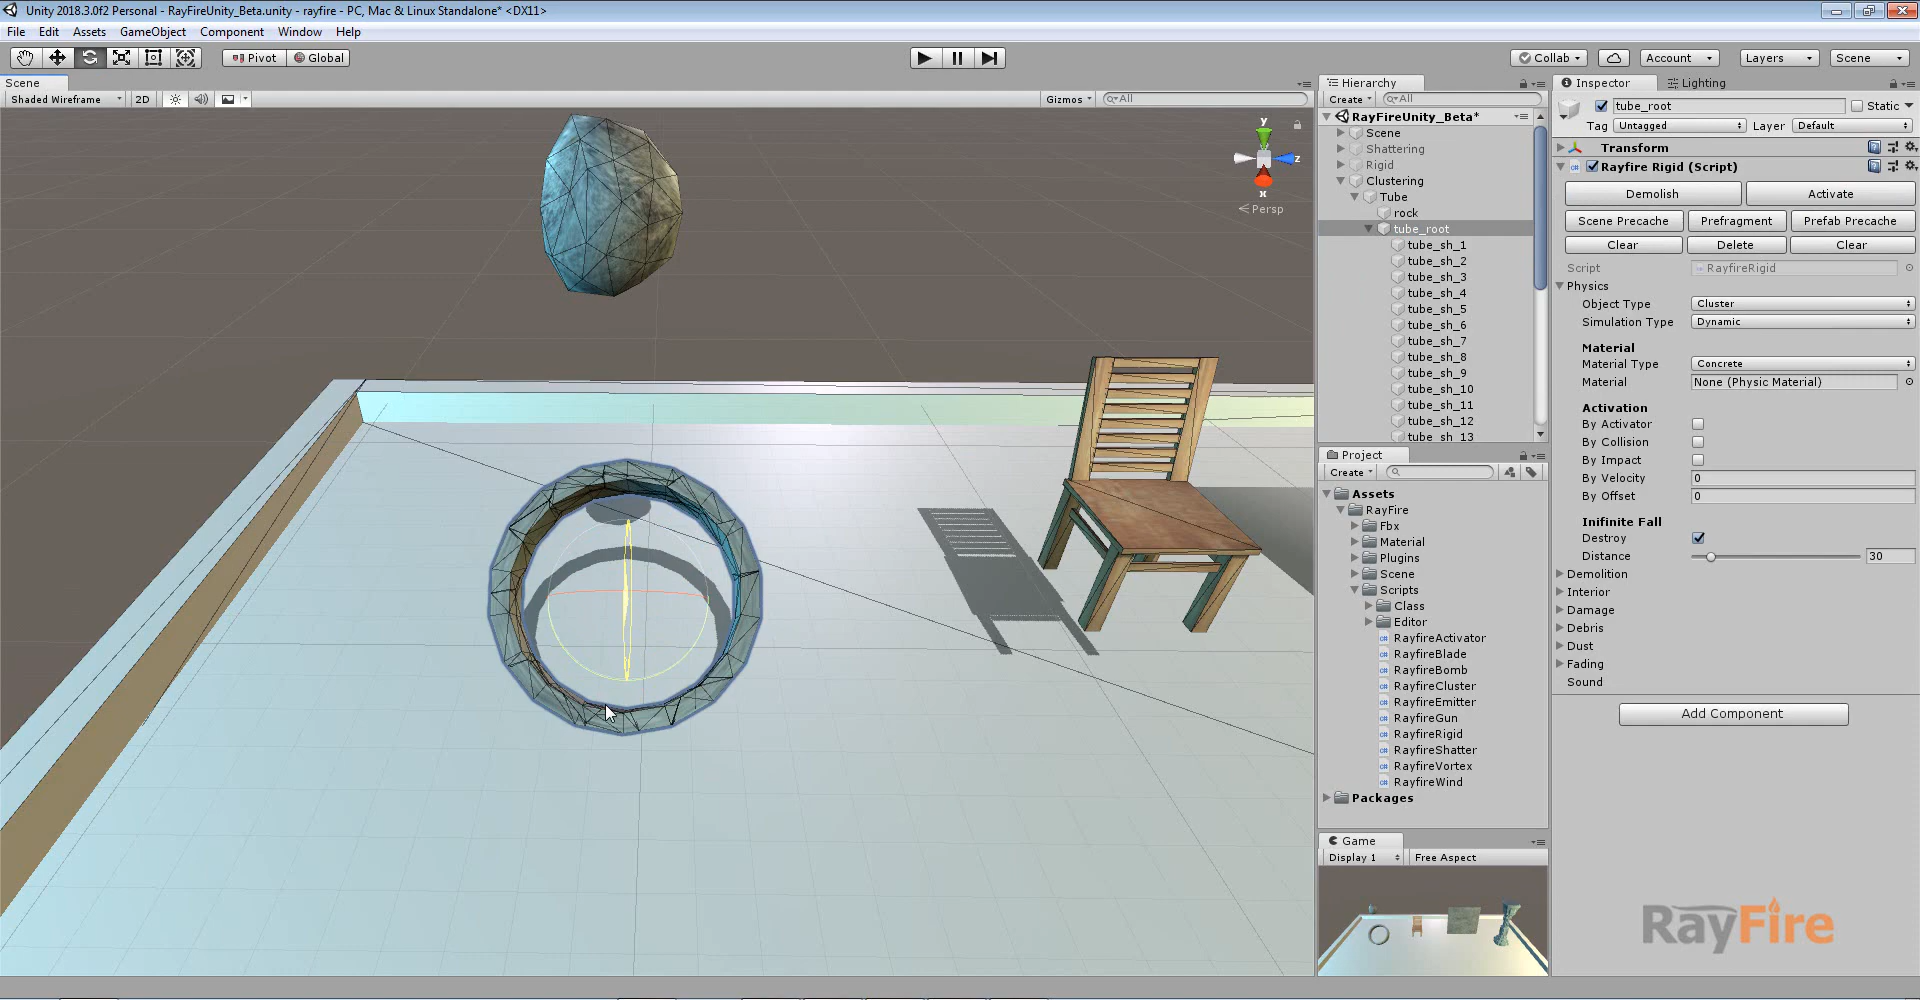 Unity 2018.3.0f2 Personal - RayFireUnity_Beta.unity - rayfire - PC, Mac & Linux Standalone* <DX11>
File Edit Assets GameObject Component Window Help
Pivot Global Collab Account Layers Scene
Scene
Shaded Wireframe 2D Gizmos All
y
z
x
Persp
Hierarchy
Create All
RayFireUnity_Beta*
Scene
Shattering
Rigid
Clustering
Tube
rock
tube_root
tube_sh_1
tube_sh_2
tube_sh_3
tube_sh_4
tube_sh_5
tube_sh_6
tube_sh_7
tube_sh_8
tube_sh_9
tube_sh_10
tube_sh_11
tube_sh_12
tube_sh_13
Project
Create
Assets
RayFire
Fbx
Material
Plugins
Scene
Scripts
Class
Editor
RayfireActivator
RayfireBlade
RayfireBomb
RayfireCluster
RayfireEmitter
RayfireGun
RayfireRigid
RayfireShatter
RayfireVortex
RayfireWind
Packages
Game
Display 1 Free Aspect
Inspector Lighting
tube_root Static
Tag Untagged Layer Default
Transform
Rayfire Rigid (Script)
Demolish Activate
Scene Precache Prefragment Prefab Precache
Clear Delete Clear
Script RayfireRigid
Physics
Object Type Cluster
Simulation Type Dynamic
Material
Material Type Concrete
Material None (Physic Material)
Activation
By Activator
By Collision
By Impact
By Velocity 0
By Offset 0
Inifinite Fall
Destroy
Distance 30
Demolition
Interior
Damage
Debris
Dust
Fading
Sound
Add Component
RayFire